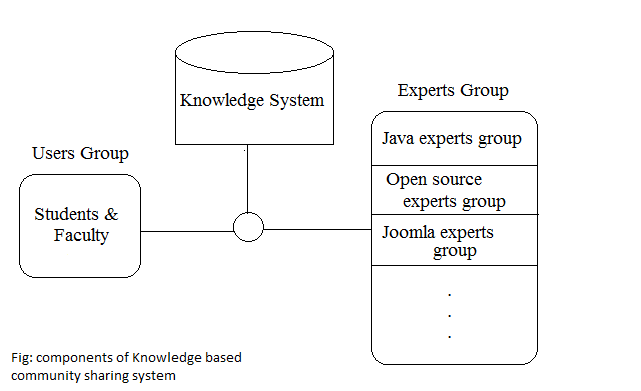 Knowledge System
Experts Group
Java experts group
Open source
experts group
Joomla experts
group
.
.
.
Users Group
Students &
Faculty
Fig: components of Knowledge based
community sharing system